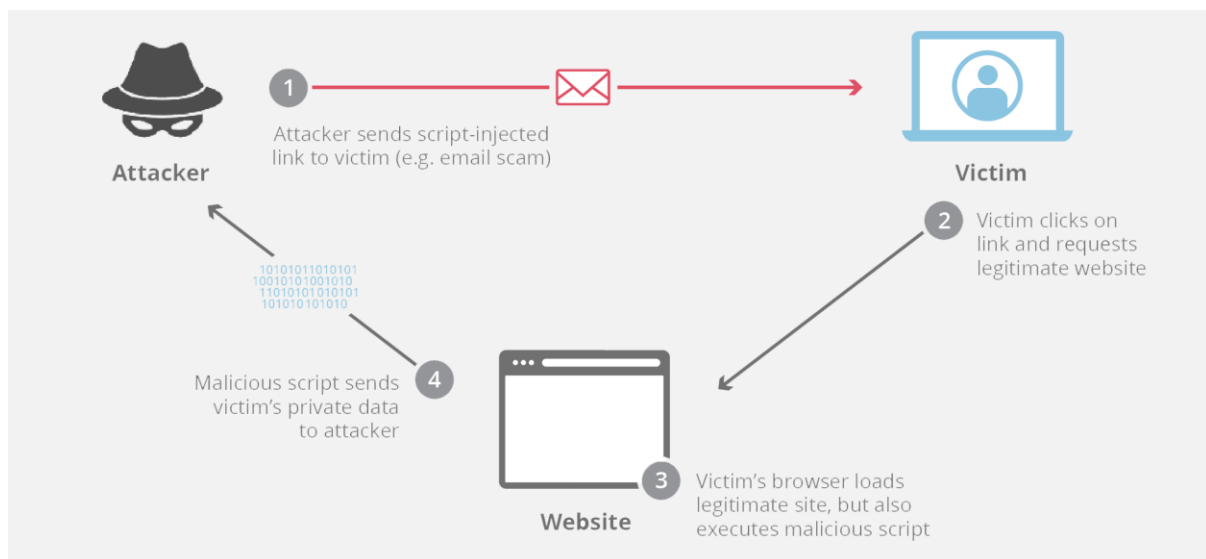 1
Attacker sends script-injected
link to victim (e.g. email scam)
Attacker
Victim
2
Victim clicks on
link and requests
legitimate website
10101011010101
10010101001010
11010101010101
101010101010
4
Malicious script sends
victim’s private data
to attacker
3
Victim’s browser loads
legitimate site, but also
executes malicious script
Website